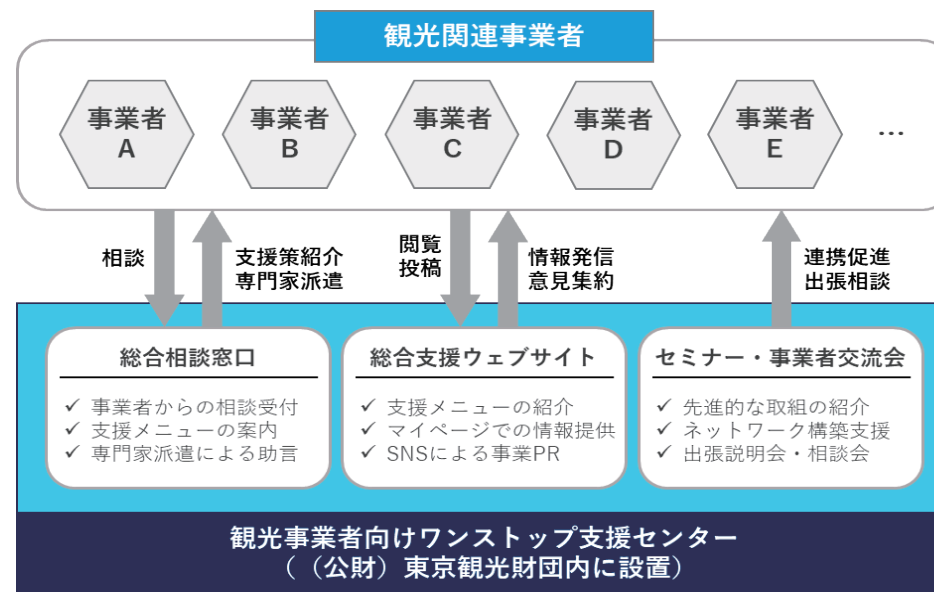 観光関連事業者
事業者
A
事業者
B
事業者
C
事業者
D
事業者
E
…
相談
支援策紹介
専門家派遣
閲覧
投稿
情報発信
意見集約
連携促進
出張相談
総合相談窓口
✓ 事業者からの相談受付
✓ 支援メニューの案内
✓ 専門家派遣による助言
総合支援ウェブサイト
✓ 支援メニューの紹介
✓ マイページでの情報提供
✓ SNSによる事業PR
セミナー・事業者交流会
✓ 先進的な取組の紹介
✓ ネットワーク構築支援
✓ 出張説明会・相談会
観光事業者向けワンストップ支援センター
（（公財）東京観光財団内に設置）